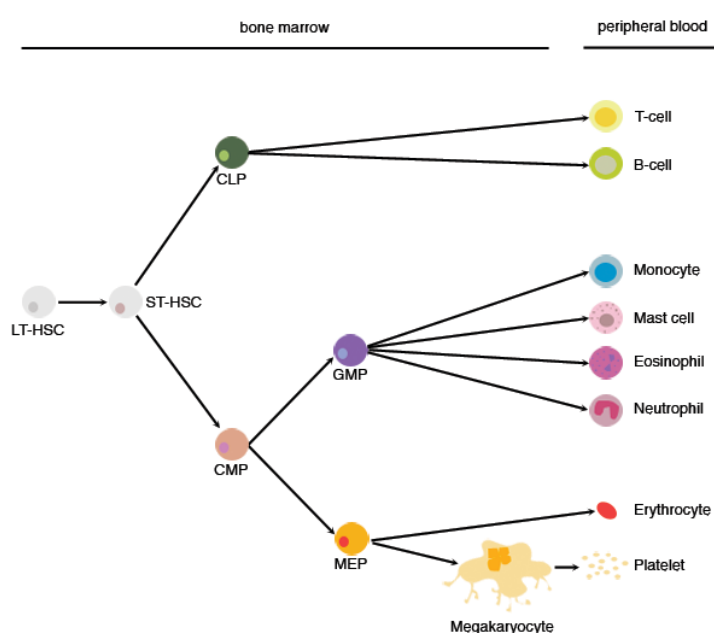 bone marrow
peripheral blood
T-cell
B-cell
CLP
Monocyte
LT-HSC
ST-HSC
Mast cell
GMP
Eosinophil
Neutrophil
CMP
Erythrocyte
MEP
Platelet
Megakaryocyte